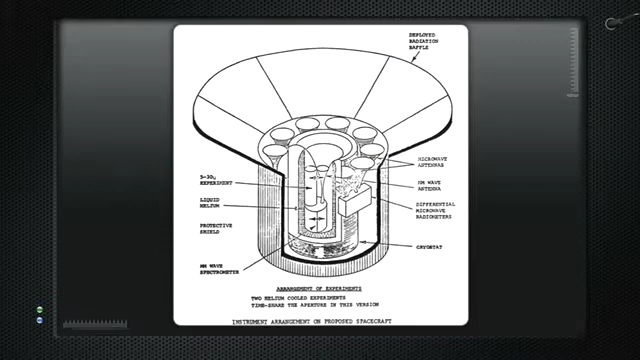 DEPLOYED
RADIATION
BAFFLE
MICROWAVE
ANTENNAS
5-30µ
EXPERIMENT
MM WAVE
ANTENNA
LIQUID
HELIUM
DIFFERENTIAL
MICROWAVE
RADIOMETERS
PROTECTIVE
SHIELD
CRYOSTAT
MM WAVE
SPECTROMETER
ARRANGEMENT OF EXPERIMENTS
TWO HELIUM COOLED EXPERIMENTS
TIME-SHARE THE APERTURE IN THIS VERSION
INSTRUMENT ARRANGEMENT ON PROPOSED SPACECRAFT